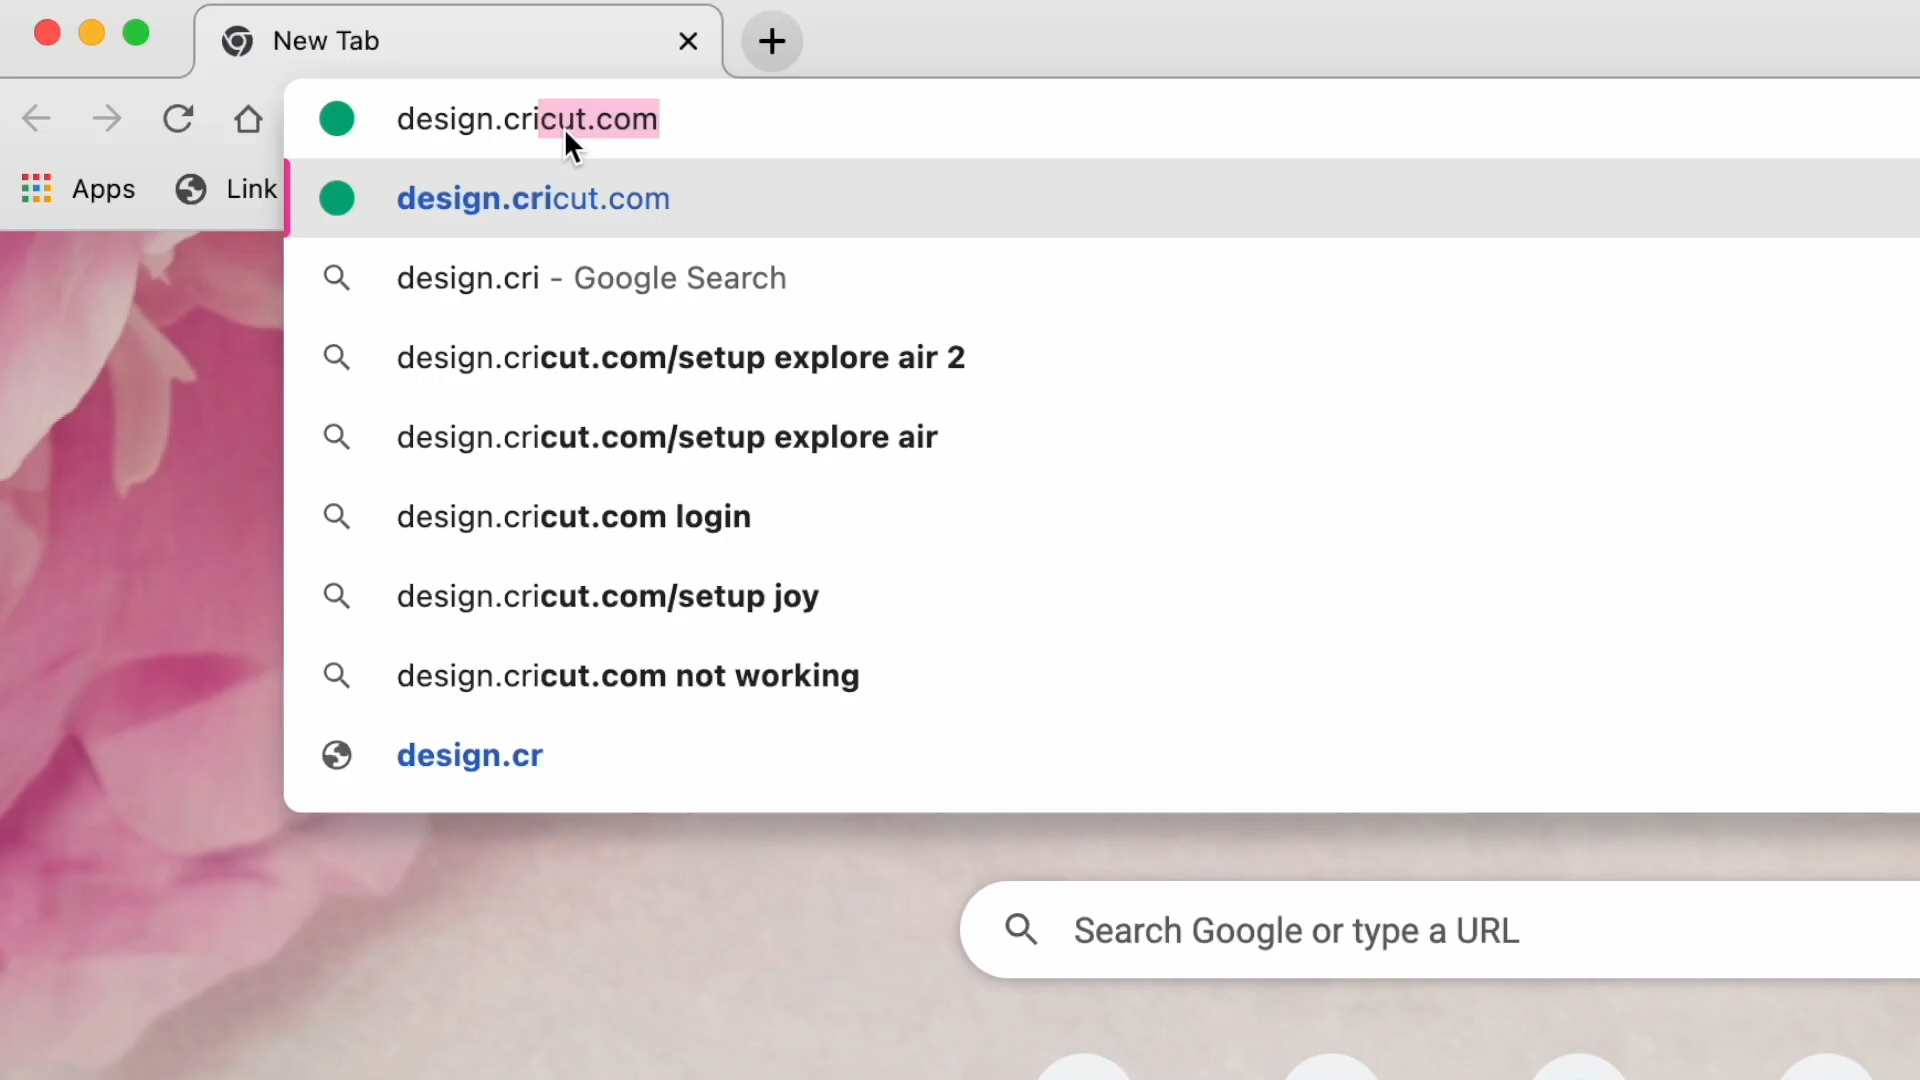 New Tab
design.cricut.com
Apps
Link
design.cricut.com
design.cri - Google Search
design.cricut.com/setup explore air 2
design.cricut.com/setup explore air
design.cricut.com login
design.cricut.com/setup joy
design.cricut.com not working
design.cr
Search Google or type a URL